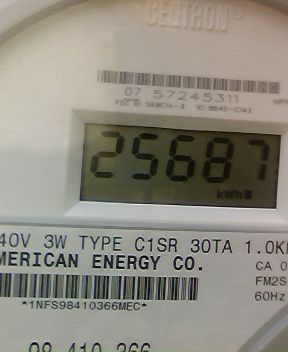 CENTRON
07 57245311
25687
kWh
40V 3W TYPE C1SR 30TA 1.0K
MERICAN ENERGY CO.
CA 0
FM2S
*1NFS98410366MEC*
60Hz
98 410 366